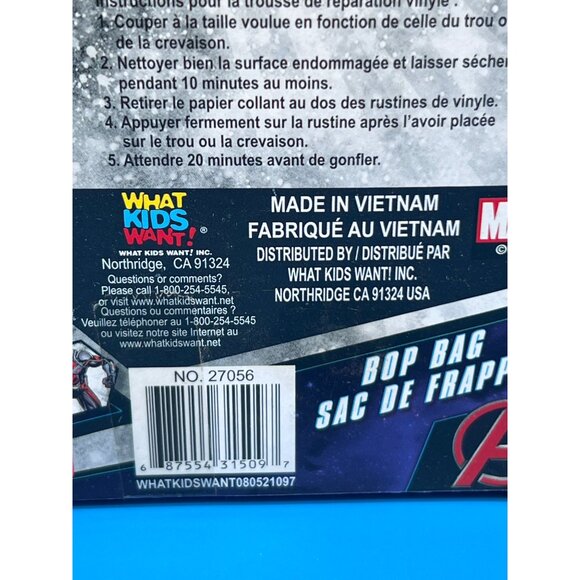 Instructions pour la trousse de réparation vinyle :
1. Couper à la taille voulue en fonction de celle du trou o
de la crevaison.
2. Nettoyer bien la surface endommagée et laisser sécher
pendant 10 minutes au moins.
3. Retirer le papier collant au dos des rustines de vinyle.
4. Appuyer fermement sur la rustine après l'avoir placée
sur le trou ou la crevaison.
5. Attendre 20 minutes avant de gonfler.
WHAT
KIDS
WANT!®
WHAT KIDS WANT! INC.
Northridge, CA 91324
Questions or comments?
Please call 1-800-254-5545,
or visit www.whatkidswant.net
Questions ou commentaires ?
Veuillez téléphoner au 1-800-254-5545
ou visitez notre site Internet au
www.whatkidswant.net
MADE IN VIETNAM
FABRIQUÉ AU VIETNAM
DISTRIBUTED BY / DISTRIBUÉ PAR
WHAT KIDS WANT! INC.
NORTHRIDGE CA 91324 USA
M
©
BOP BAG
SAC DE FRAPP
NO. 27056
6 87554 31509 7
WHATKIDSWANT080521097